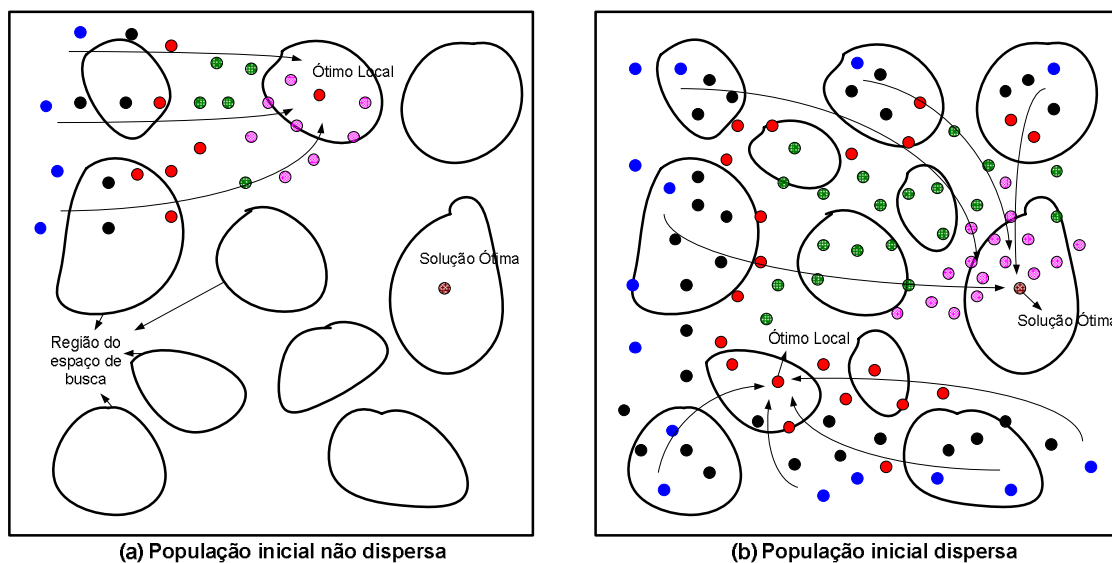 Ótimo Local
Solução Ótima
Região do
espaço de
busca
(a) População inicial não dispersa
Solução Ótima
Ótimo Local
(b) População inicial dispersa